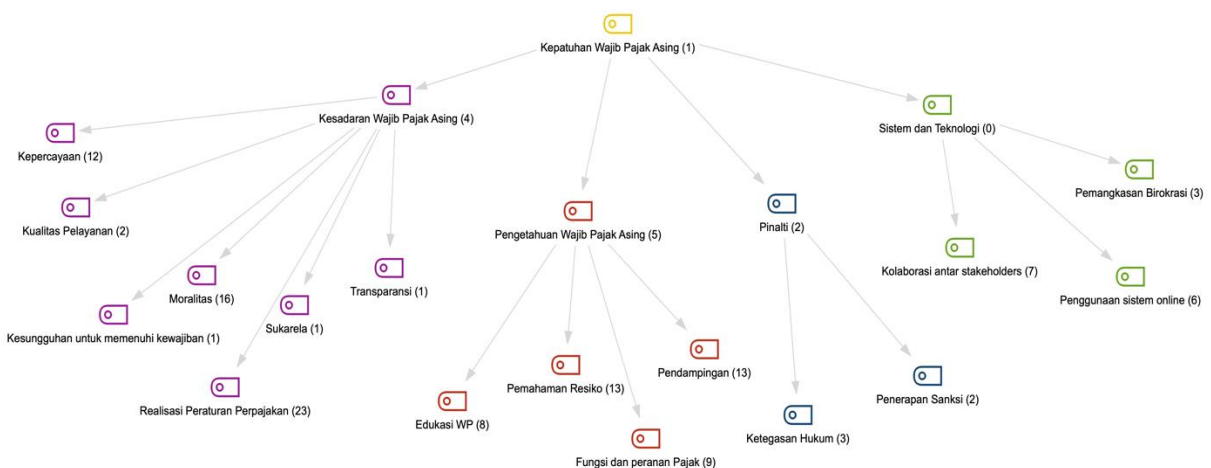 Kepatuhan Wajib Pajak Asing (1)
Kesadaran Wajib Pajak Asing (4)
Sistem dan Teknologi (0)
Kepercayaan (12)
Pemangkasan Birokrasi (3)
Kualitas Pelayanan (2)
Pengetahuan Wajib Pajak Asing (5)
Pinalti (2)
Kolaborasi antar stakeholders (7)
Transparansi (1)
Moralitas (16)
Penggunaan sistem online (6)
Sukarela (1)
Kesungguhan untuk memenuhi kewajiban (1)
Pendampingan (13)
Pemahaman Resiko (13)
Penerapan Sanksi (2)
Realisasi Peraturan Perpajakan (23)
Edukasi WP (8)
Ketegasan Hukum (3)
Fungsi dan peranan Pajak (9)